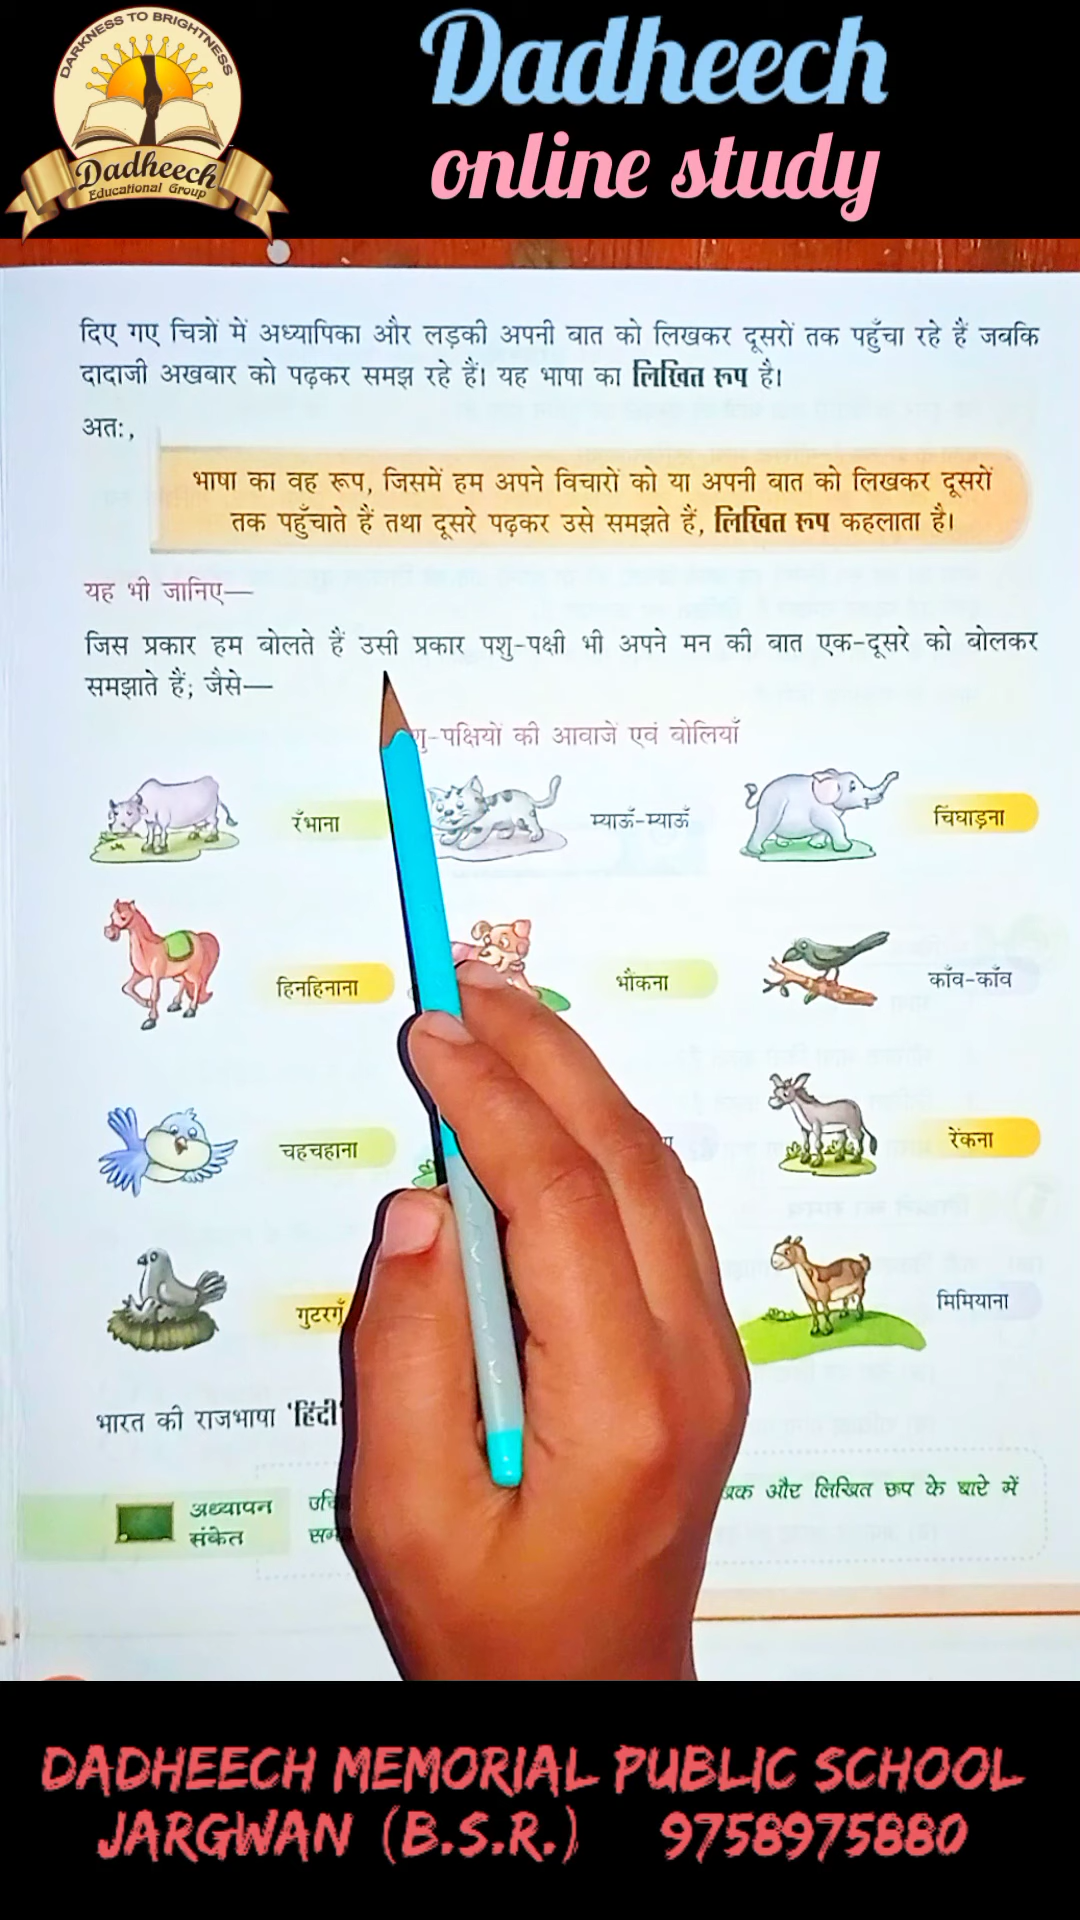 DARKNESS TO BRIGHTNESS
Dadheech
Educational Group
Dadheech
online study
दिए गए चित्रों में अध्यापिका और लड़की अपनी बात को लिखकर दूसरों तक पहुँचा रहे हैं जबकि
दादाजी अखबार को पढ़कर समझ रहे हैं। यह भाषा का लिखित रूप है।
अतः,
भाषा का वह रूप, जिसमें हम अपने विचारों को या अपनी बात को लिखकर दूसरों
तक पहुँचाते हैं तथा दूसरे पढ़कर उसे समझते हैं, लिखित रूप कहलाता है।
यह भी जानिए—
जिस प्रकार हम बोलते हैं उसी प्रकार पशु-पक्षी भी अपने मन की बात एक-दूसरे को बोलकर
समझाते हैं; जैसे—
शु-पक्षियों की आवाजें एवं बोलियाँ
रँभाना म्याऊँ-म्याऊँ चिंघाड़ना
हिनहिनाना भौंकना काँव-काँव
चहचहाना रेंकना
गुटरगूँ मिमियाना
भारत की राजभाषा 'हिंदी'
अध्यापन और लिखित रूप के बारे में
संकेत
DADHEECH MEMORIAL PUBLIC SCHOOL
JARGWAN (B.S.R.) 9758975880